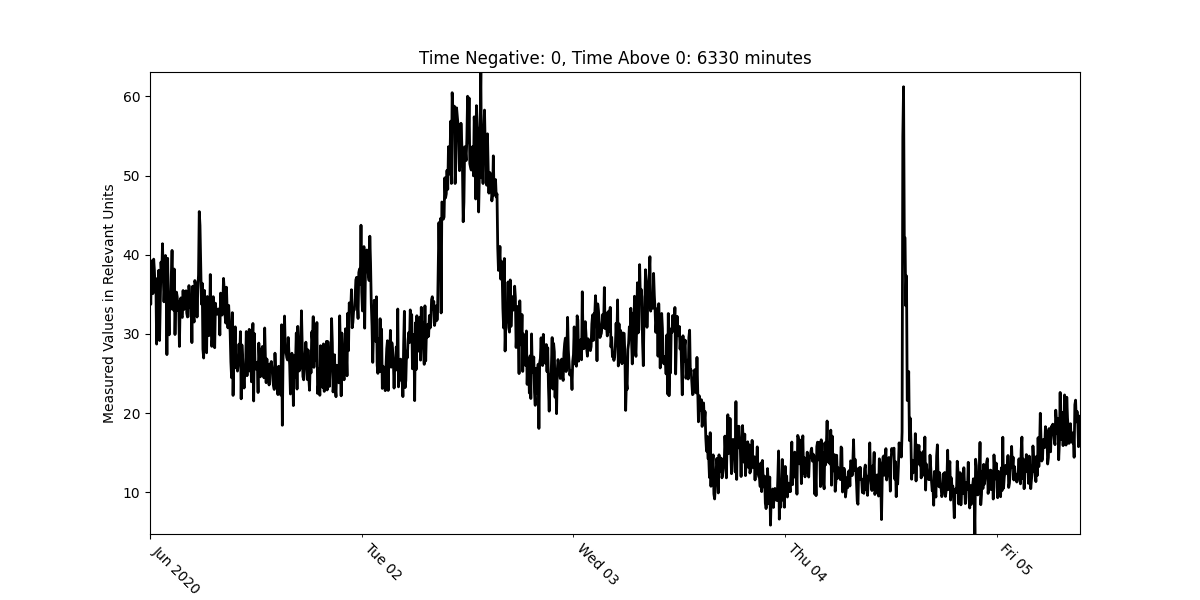 Time Negative: 0, Time Above 0: 6330 minutes
Measured Values in Relevant Units
60
50
40
30
20
10
Jun 2020
Tue 02
Wed 03
Thu 04
Fri 05